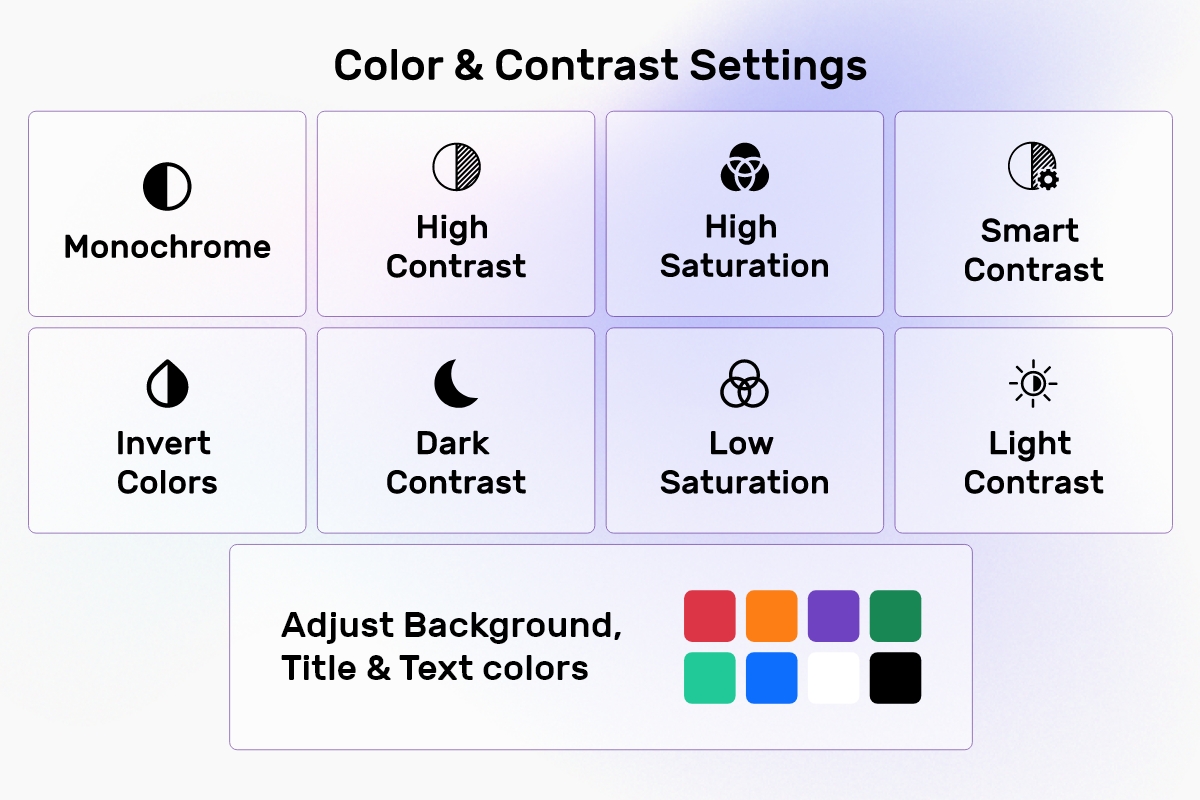 Color & Contrast Settings
Monochrome
High
Contrast
High
Saturation
Smart
Contrast
Invert
Colors
Dark
Contrast
Low
Saturation
Light
Contrast
Adjust Background,
Title & Text colors